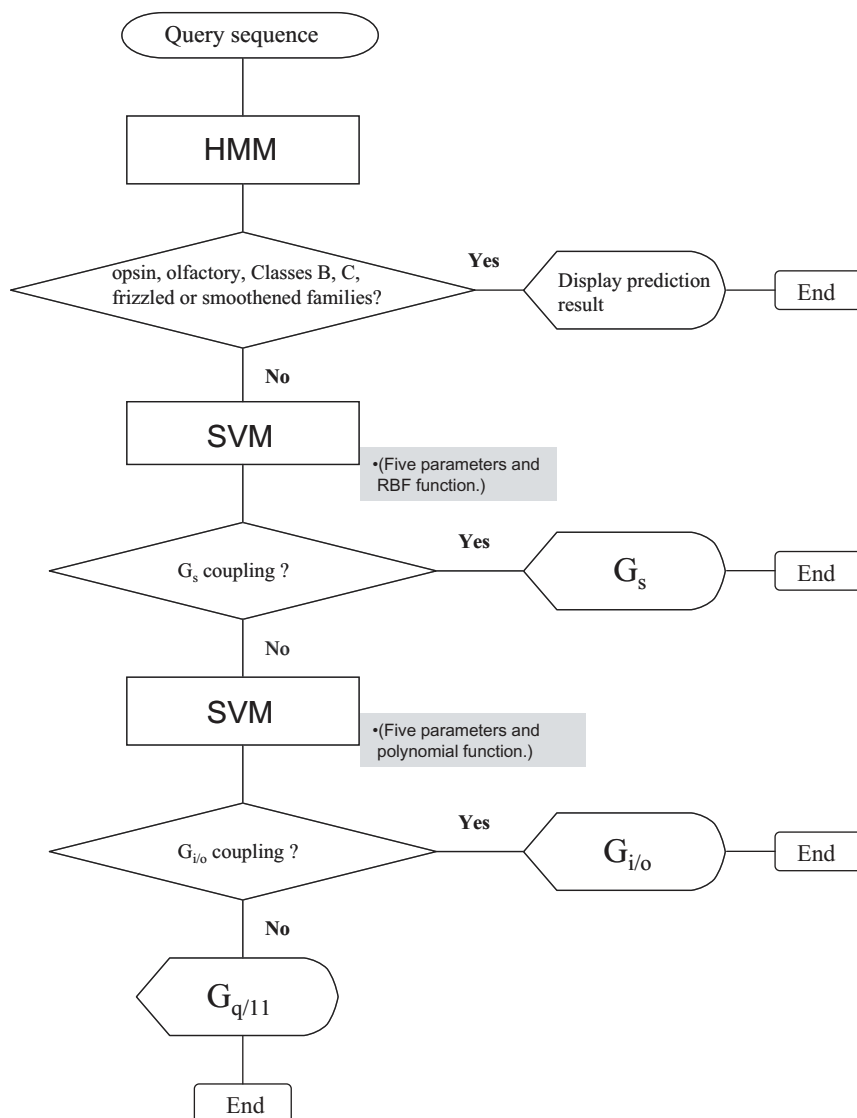 Query sequence
HMM
opsin, olfactory, Classes B, C,
frizzled or smoothened families?
Yes
Display prediction
result
End
No
SVM
•(Five parameters and
RBF function.)
Gs coupling ?
Yes
Gs
End
No
SVM
•(Five parameters and
polynomial function.)
Gi/o coupling ?
Yes
Gi/o
End
No
Gq/11
End